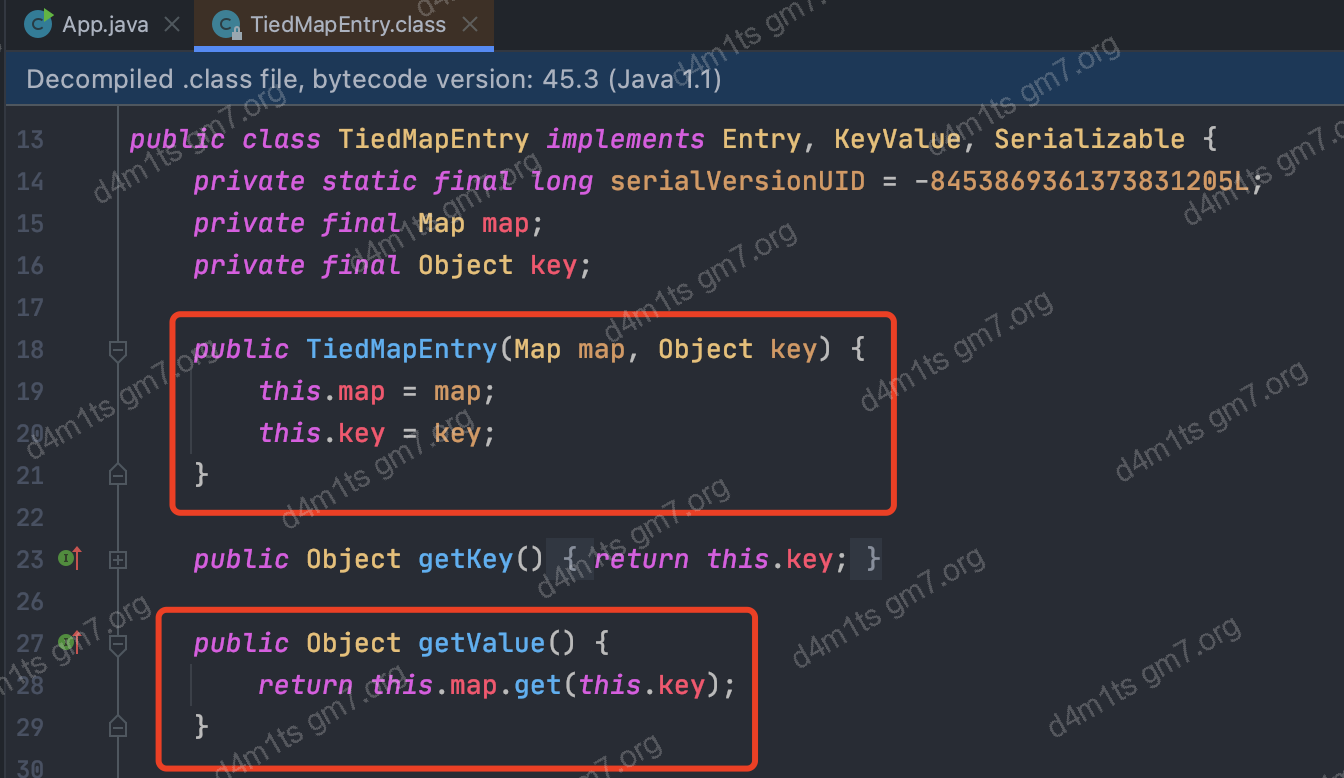 App.java
TiedMapEntry.class
Decompiled .class file, bytecode version: 45.3 (Java 1.1)
13 public class TiedMapEntry implements Entry, KeyValue, Serializable {
14 private static final long serialVersionUID = -8453869361373831205L;
15 private final Map map;
16 private final Object key;
17
18 public TiedMapEntry(Map map, Object key) {
19 this.map = map;
20 this.key = key;
21 }
22
23 public Object getKey() { return this.key; }
26
27 public Object getValue() {
28 return this.map.get(this.key);
29 }
30
d4m1ts gm7.org